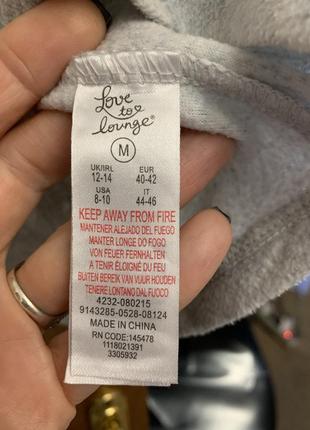 Love
to
lounge®
M
UK/IRL EUR
12-14 40-42
USA IT
8-10 44-46
KEEP AWAY FROM FIRE
MANTENER ALEJADO DEL FUEGO
MANTER LONGE DO FOGO
VON FEUER FERNHALTEN
A TENIR ÉLOIGNÉ DU FEU
BUITEN BEREIK VAN VUUR HOUDEN
TENERE LONTANO DAL FUOCO
4232-080215
9143285-0528-08124
MADE IN CHINA
RN CODE:145478
1118021391
3305932